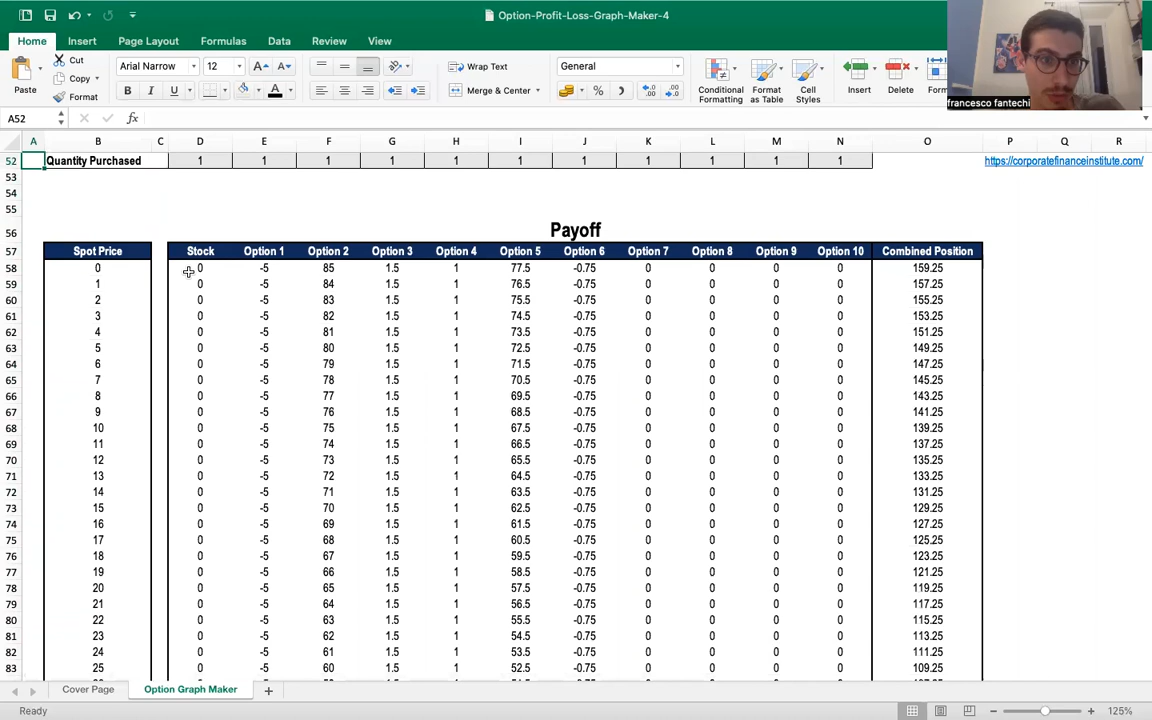 Option-Profit-Loss-Graph-Maker-4
Home Insert Page Layout Formulas Data Review View
Paste Cut Copy Format
Arial Narrow 12 A A
B I U A
Wrap Text
Merge & Center
General
%
Conditional Formatting
Format as Table
Cell Styles
Insert
Delete
Form
francesco fantechi
A52 fx
A B C D E F G H I J K L M N O P Q R
52 Quantity Purchased 1 1 1 1 1 1 1 1 1 1 1 https://corporatefinanceinstitute.com/
53
54
55
56 Payoff
57 Spot Price Stock Option 1 Option 2 Option 3 Option 4 Option 5 Option 6 Option 7 Option 8 Option 9 Option 10 Combined Position
58 0 0 -5 85 1.5 1 77.5 -0.75 0 0 0 0 159.25
59 1 0 -5 84 1.5 1 76.5 -0.75 0 0 0 0 157.25
60 2 0 -5 83 1.5 1 75.5 -0.75 0 0 0 0 155.25
61 3 0 -5 82 1.5 1 74.5 -0.75 0 0 0 0 153.25
62 4 0 -5 81 1.5 1 73.5 -0.75 0 0 0 0 151.25
63 5 0 -5 80 1.5 1 72.5 -0.75 0 0 0 0 149.25
64 6 0 -5 79 1.5 1 71.5 -0.75 0 0 0 0 147.25
65 7 0 -5 78 1.5 1 70.5 -0.75 0 0 0 0 145.25
66 8 0 -5 77 1.5 1 69.5 -0.75 0 0 0 0 143.25
67 9 0 -5 76 1.5 1 68.5 -0.75 0 0 0 0 141.25
68 10 0 -5 75 1.5 1 67.5 -0.75 0 0 0 0 139.25
69 11 0 -5 74 1.5 1 66.5 -0.75 0 0 0 0 137.25
70 12 0 -5 73 1.5 1 65.5 -0.75 0 0 0 0 135.25
71 13 0 -5 72 1.5 1 64.5 -0.75 0 0 0 0 133.25
72 14 0 -5 71 1.5 1 63.5 -0.75 0 0 0 0 131.25
73 15 0 -5 70 1.5 1 62.5 -0.75 0 0 0 0 129.25
74 16 0 -5 69 1.5 1 61.5 -0.75 0 0 0 0 127.25
75 17 0 -5 68 1.5 1 60.5 -0.75 0 0 0 0 125.25
76 18 0 -5 67 1.5 1 59.5 -0.75 0 0 0 0 123.25
77 19 0 -5 66 1.5 1 58.5 -0.75 0 0 0 0 121.25
78 20 0 -5 65 1.5 1 57.5 -0.75 0 0 0 0 119.25
79 21 0 -5 64 1.5 1 56.5 -0.75 0 0 0 0 117.25
80 22 0 -5 63 1.5 1 55.5 -0.75 0 0 0 0 115.25
81 23 0 -5 62 1.5 1 54.5 -0.75 0 0 0 0 113.25
82 24 0 -5 61 1.5 1 53.5 -0.75 0 0 0 0 111.25
83 25 0 -5 60 1.5 1 52.5 -0.75 0 0 0 0 109.25
Cover Page Option Graph Maker +
Ready 125%